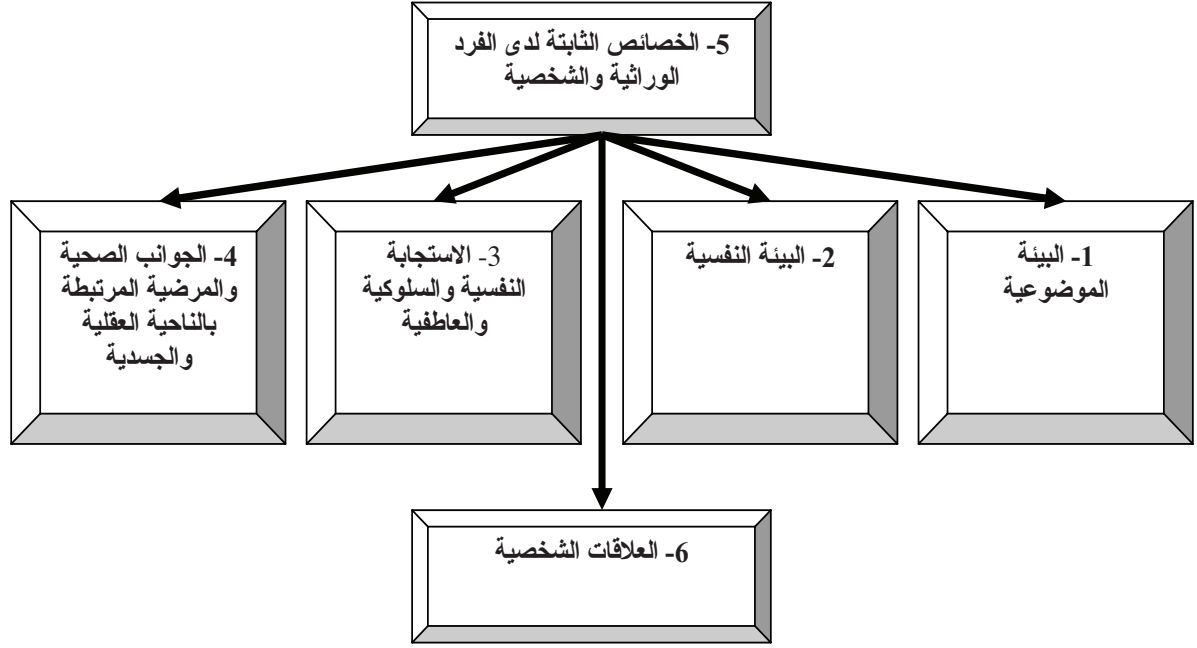 5- الخصائص الثابتة لدى الفرد
الوراثية والشخصية
1- البيئة
الموضوعية
2- البيئة النفسية
3- الاستجابة
النفسية والسلوكية
والعاطفية
4- الجوانب الصحية
والمرضية المرتبطة
بالناحية العقلية
والجسدية
6- العلاقات الشخصية